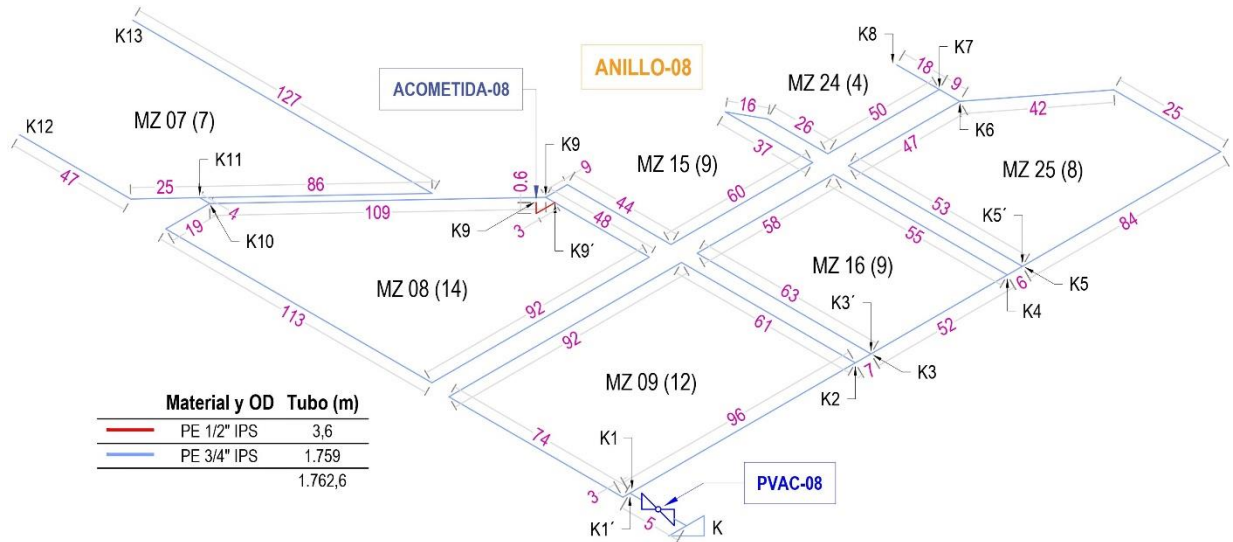 K13
K8
K7
ACOMETIDA-08
ANILLO-08
MZ 24 (4)
18
9
127
16
26
50
42
25
K12
MZ 07 (7)
K6
37
47
K11
K9
9
MZ 15 (9)
MZ 25 (8)
47
25
86
0.6
44
60
53
4
109
48
K5´
84
19
K10
3
K9
K9´
58
55
MZ 16 (9)
6
K5
MZ 08 (14)
63
K4
113
92
K3´
52
61
92
7
K3
MZ 09 (12)
K2
Material y OD Tubo (m)
PE 1/2" IPS 3,6
PE 3/4" IPS 1.759
1.762,6
96
74
K1
PVAC-08
3
K1´
5
K